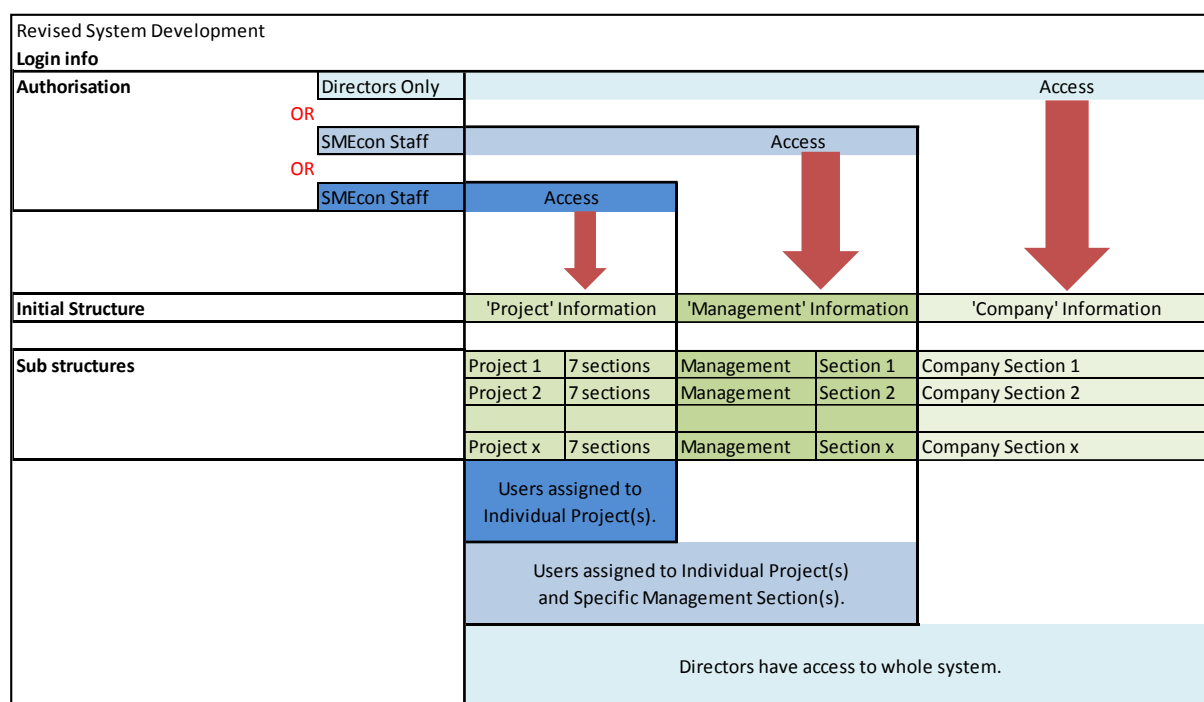 Revised System Development
Login info
Authorisation Directors Only Access
OR
SMEcon Staff Access
OR
SMEcon Staff Access
Initial Structure 'Project' Information 'Management' Information 'Company' Information
Sub structures Project 1 7 sections Management Section 1 Company Section 1
Project 2 7 sections Management Section 2 Company Section 2
Project x 7 sections Management Section x Company Section x
Users assigned to
Individual Project(s).
Users assigned to Individual Project(s)
and Specific Management Section(s).
Directors have access to whole system.